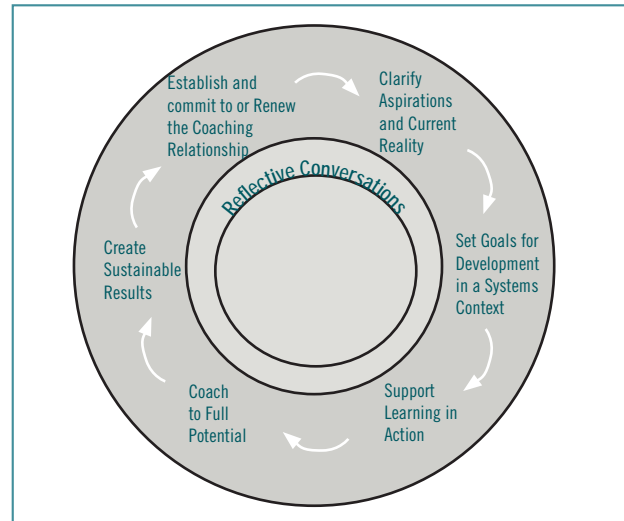 Establish and
commit to or Renew
the Coaching
Relationship
Clarify
Aspirations
and Current
Reality
Set Goals for
Development
in a Systems
Context
Support
Learning in
Action
Coach
to Full
Potential
Create
Sustainable
Results
Reflective Conversations